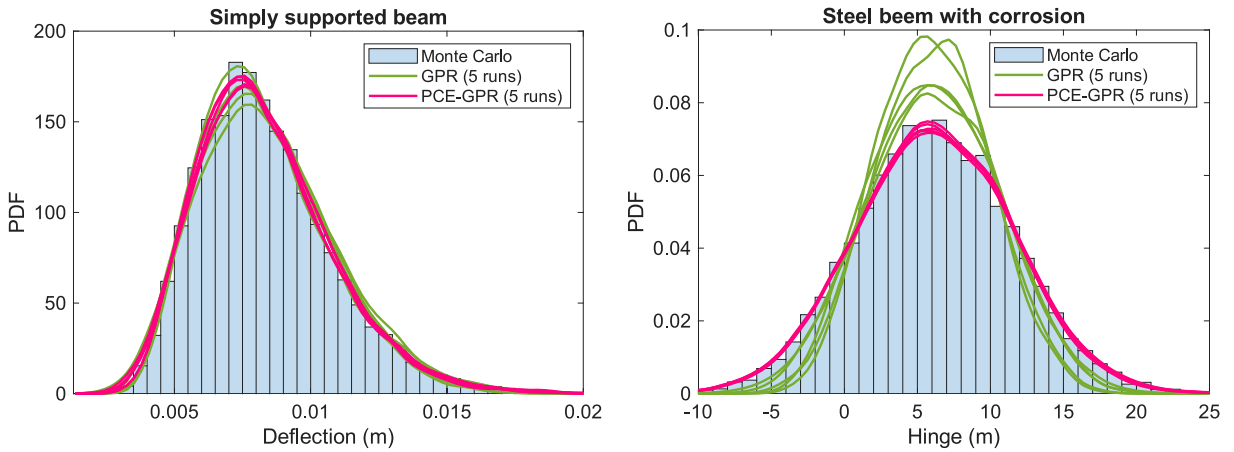 Simply supported beam
200
150
100
50
0
PDF
0.005
0.01
0.015
0.02
Deflection (m)
Monte Carlo
GPR (5 runs)
PCE-GPR (5 runs)
Steel beem with corrosion
0.1
0.08
0.06
0.04
0.02
0
PDF
-10
-5
0
5
10
15
20
25
Hinge (m)
Monte Carlo
GPR (5 runs)
PCE-GPR (5 runs)